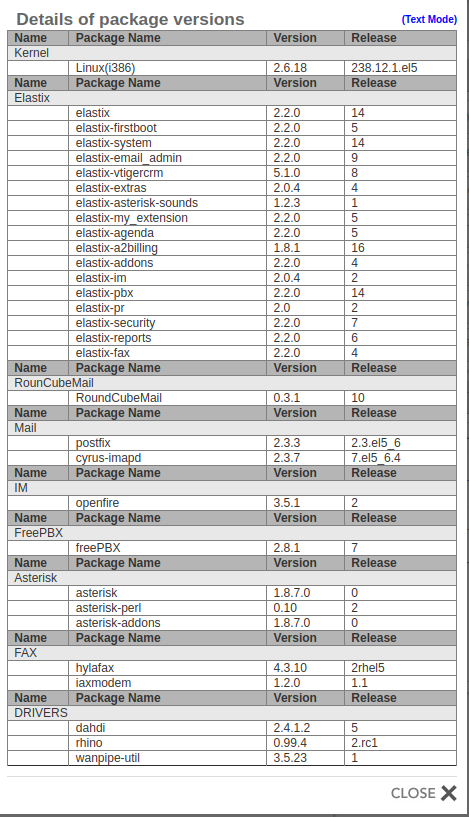 Details of package versions (Text Mode)
Name Package Name Version Release
Kernel
Linux(i386) 2.6.18 238.12.1.el5
Name Package Name Version Release
Elastix
elastix 2.2.0 14
elastix-firstboot 2.2.0 5
elastix-system 2.2.0 14
elastix-email_admin 2.2.0 9
elastix-vtigercrm 5.1.0 8
elastix-extras 2.0.4 4
elastix-asterisk-sounds 1.2.3 1
elastix-my_extension 2.2.0 5
elastix-agenda 2.2.0 5
elastix-a2billing 1.8.1 16
elastix-addons 2.2.0 4
elastix-im 2.0.4 2
elastix-pbx 2.2.0 14
elastix-pr 2.0 2
elastix-security 2.2.0 7
elastix-reports 2.2.0 6
elastix-fax 2.2.0 4
Name Package Name Version Release
RounCubeMail
RoundCubeMail 0.3.1 10
Name Package Name Version Release
Mail
postfix 2.3.3 2.3.el5_6
cyrus-imapd 2.3.7 7.el5_6.4
Name Package Name Version Release
IM
openfire 3.5.1 2
Name Package Name Version Release
FreePBX
freePBX 2.8.1 7
Name Package Name Version Release
Asterisk
asterisk 1.8.7.0 0
asterisk-perl 0.10 2
asterisk-addons 1.8.7.0 0
Name Package Name Version Release
FAX
hylafax 4.3.10 2rhel5
iaxmodem 1.2.0 1.1
Name Package Name Version Release
DRIVERS
dahdi 2.4.1.2 5
rhino 0.99.4 2.rc1
wanpipe-util 3.5.23 1
CLOSE